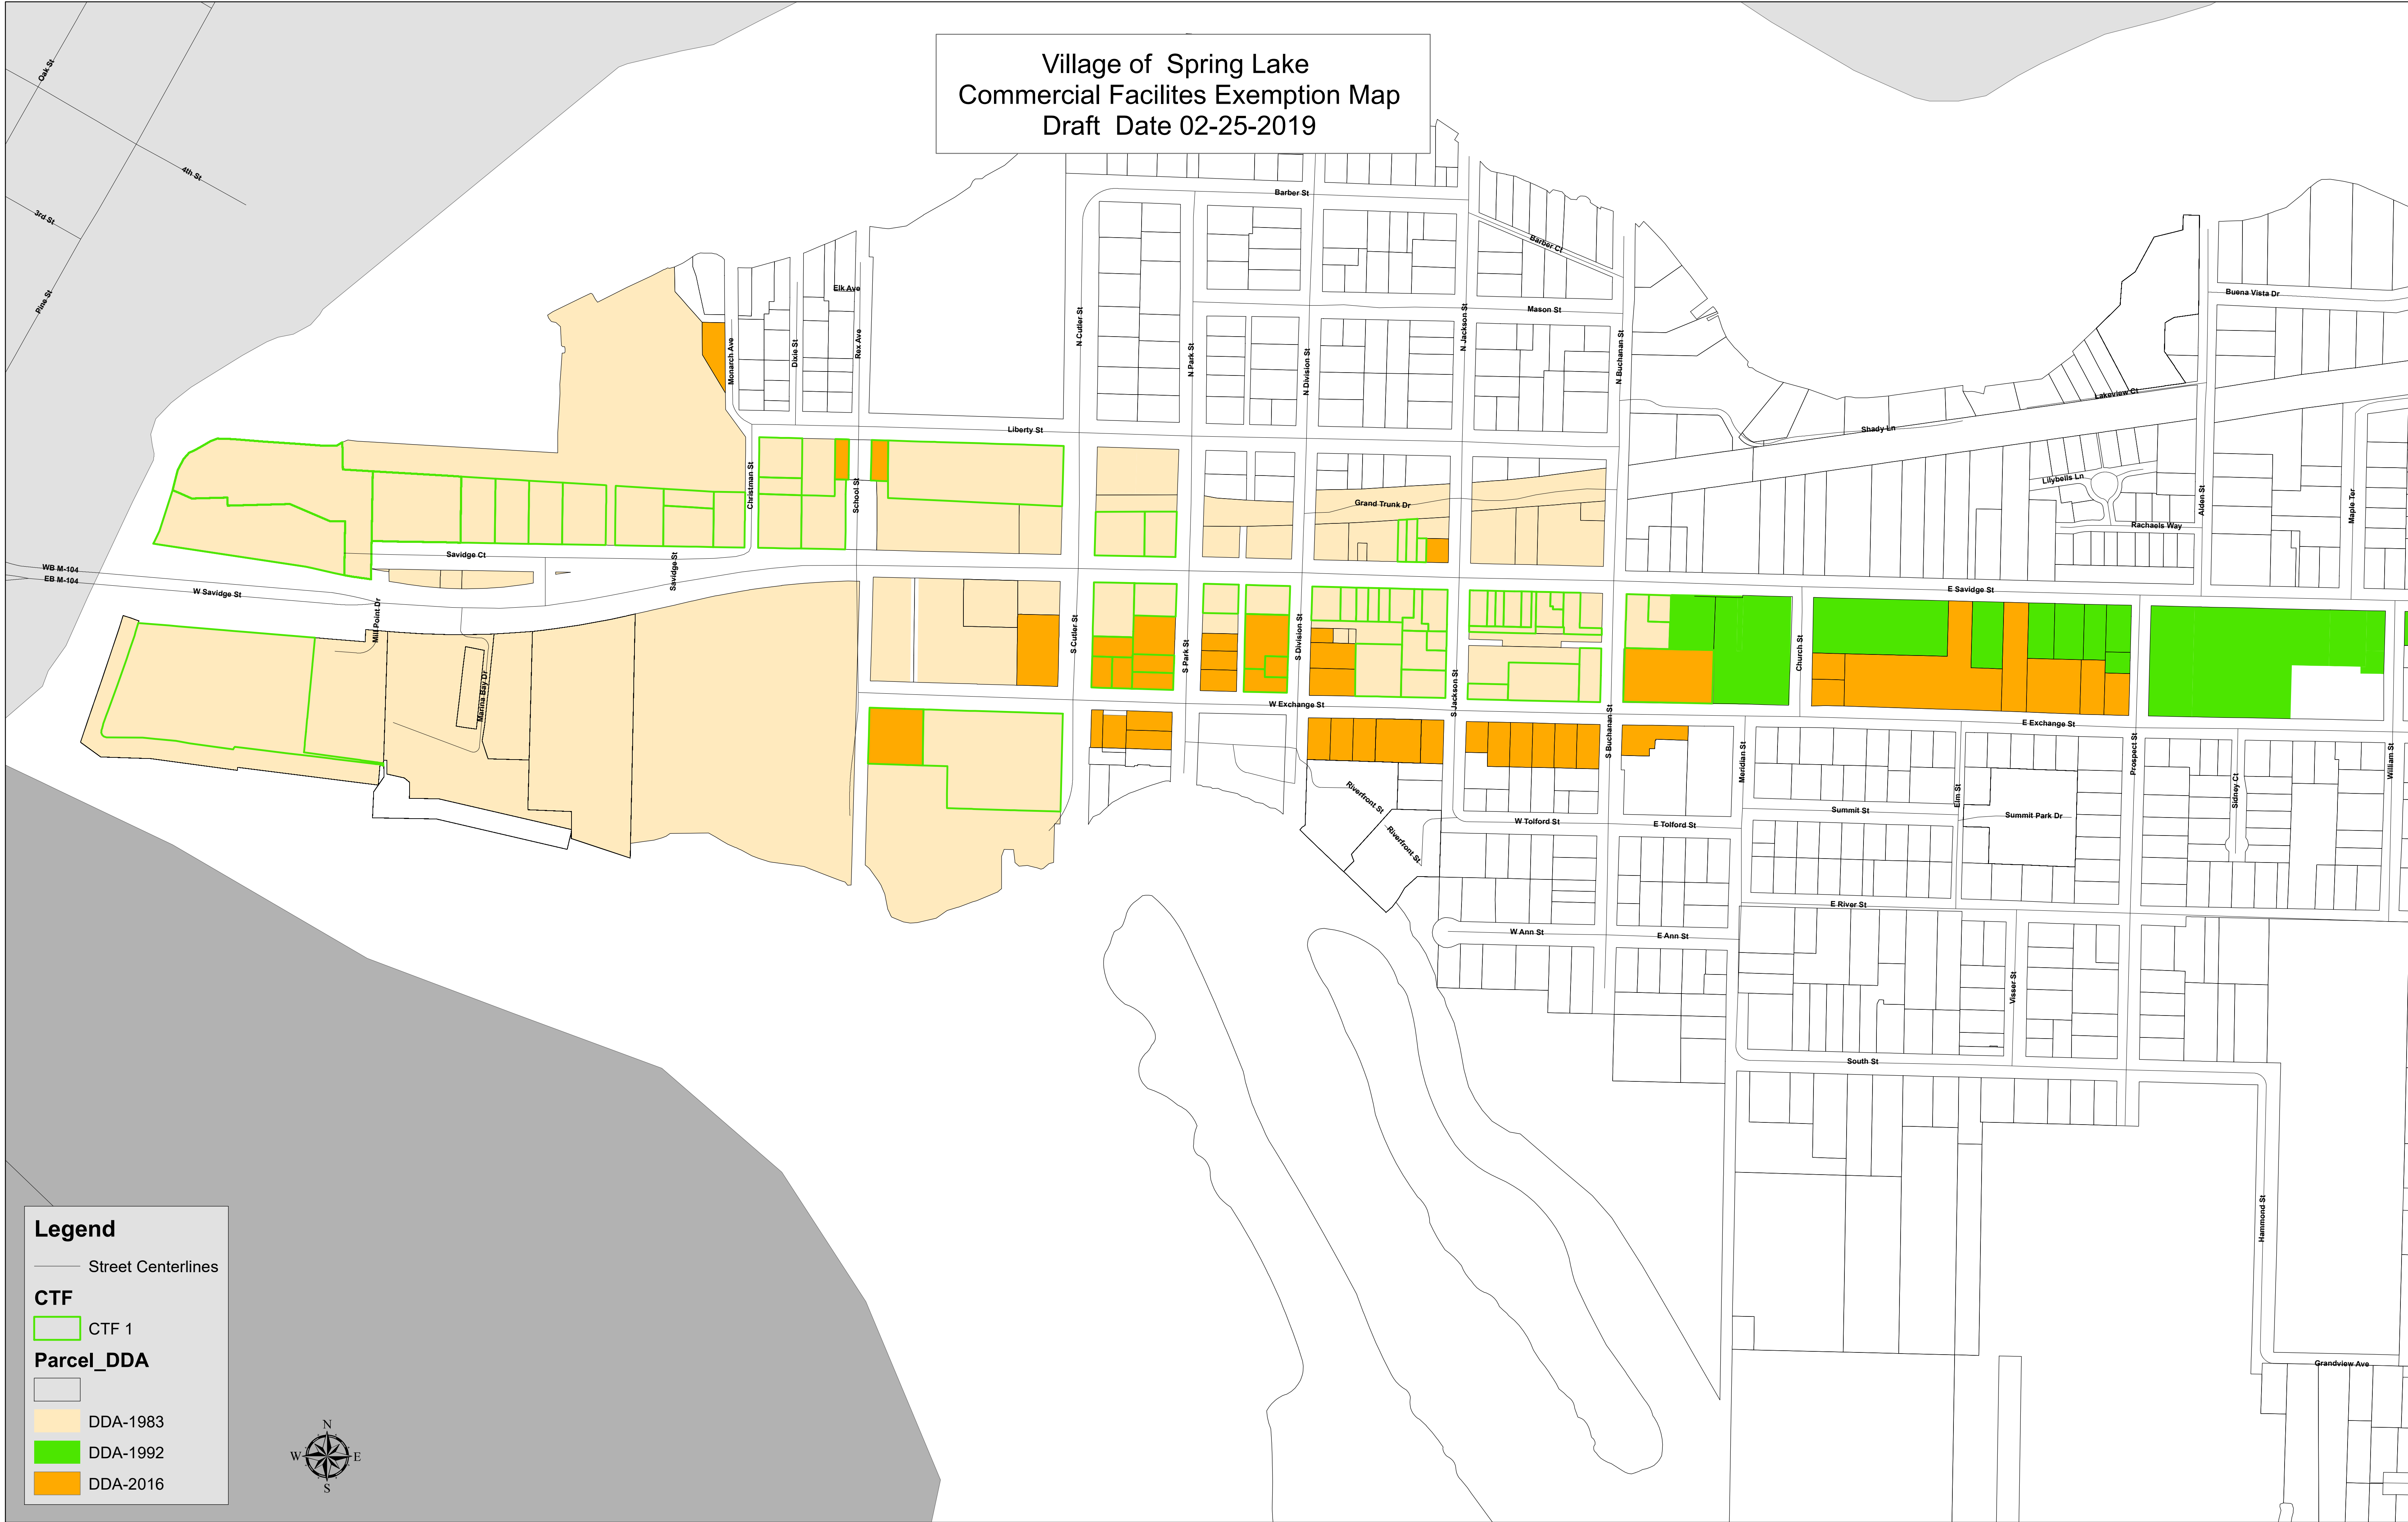 Village of  Spring Lake
Commercial Facilites Exemption Map
Draft  Date 02-25-2019
Oak St
4th St
3rd St
Pine St
Barber St
Barber Ct
Elk Ave
Mason St
Buena Vista Dr
N Cutler St
N Park St
N Division St
N Jackson St
N Buchanan St
Monarch Ave
Dixie St
Rex Ave
Lakeview Ct
Shady Ln
Liberty St
Christman St
School St
Grand Trunk Dr
Lilybells Ln
Rachaels Way
Alden St
Maple Ter
Savidge Ct
Savidge St
WB M-104
EB M-104
W Savidge St
E Savidge St
Mill Point Dr
Marina Bay Dr
S Cutler St
S Park St
S Division St
S Jackson St
S Buchanan St
Church St
W Exchange St
E Exchange St
Meridian St
Elm St
Prospect St
Sidney Ct
William St
Riverfront St
Riverfront St
W Tolford St
E Tolford St
Summit St
Summit Park Dr
E River St
W Ann St
E Ann St
Visser St
South St
Hammond St
Grandview Ave
Legend
Street Centerlines
CTF
CTF 1
Parcel_DDA
DDA-1983
DDA-1992
DDA-2016
N
W
E
S